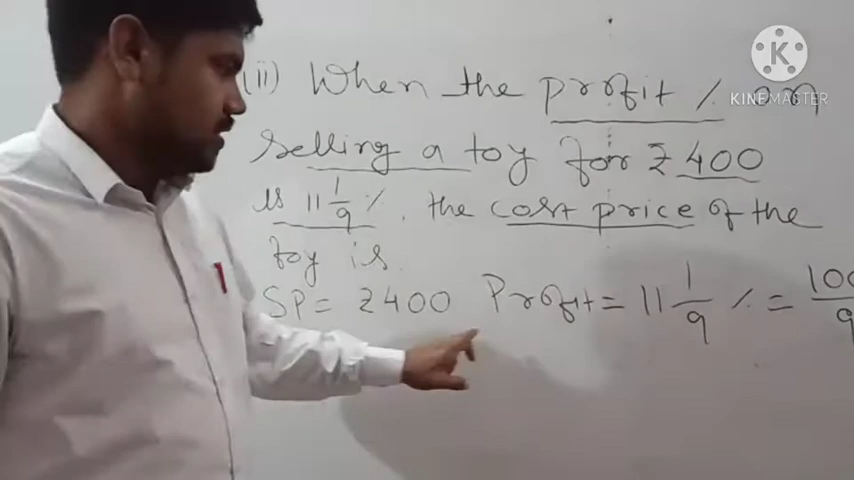 (ii) When the profit % on
selling a toy for ₹400
is 11 1/9 %. the cost price of the
toy is
SP = ₹400 Profit = 11 1/9 % = 100/9
K
KINEMASTER